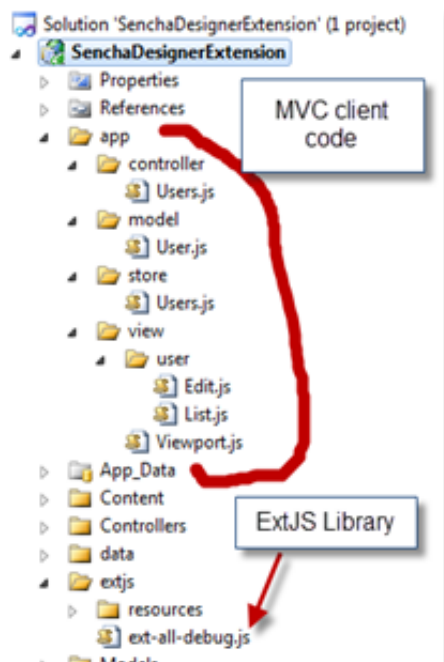 Solution 'SenchaDesignerExtension' (1 project)
SenchaDesignerExtension
Properties
References
MVC client
code
app
controller
Users.js
model
User.js
store
Users.js
view
user
Edit.js
List.js
Viewport.js
App_Data
Content
Controllers
ExtJS Library
data
extjs
resources
ext-all-debug.js
Models